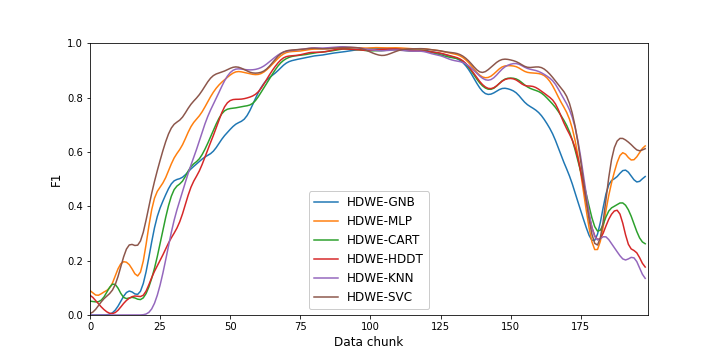 1.0
0.8
0.6
0.4
0.2
0.0
F1
HDWE-GNB
HDWE-MLP
HDWE-CART
HDWE-HDDT
HDWE-KNN
HDWE-SVC
0 25 50 75 100 125 150 175
Data chunk